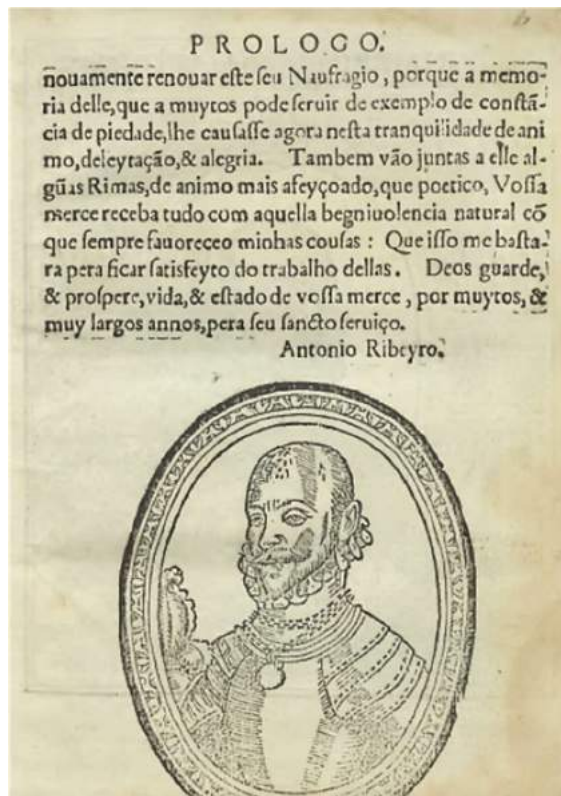 PROLOGO.
nouamente renouar eſte ſeu Naufragio, porque a memo-
ria delle, que a muytos pode ſeruir de exemplo de conſtã-
cia de piedade, lhe cauſaſſe agora neſta tranquilidade de ani
mo, deleytação, & alegria. Tambem vão juntas a elle al-
gũas Rimas, de animo mais afeyçoado, que poetico, Voſſa
merce receba tudo com aquella begniuolencia natural cõ
que ſempre fauoreceo minhas couſas : Que iſſo me baſta-
ra pera ficar ſatisfeyto do trabalho dellas. Deos guarde,
& proſpere, vida, & eſtado de voſſa merce, por muytos, &
muy largos annos, pera ſeu ſancto ſeruiço.
Antonio Ribeyro.